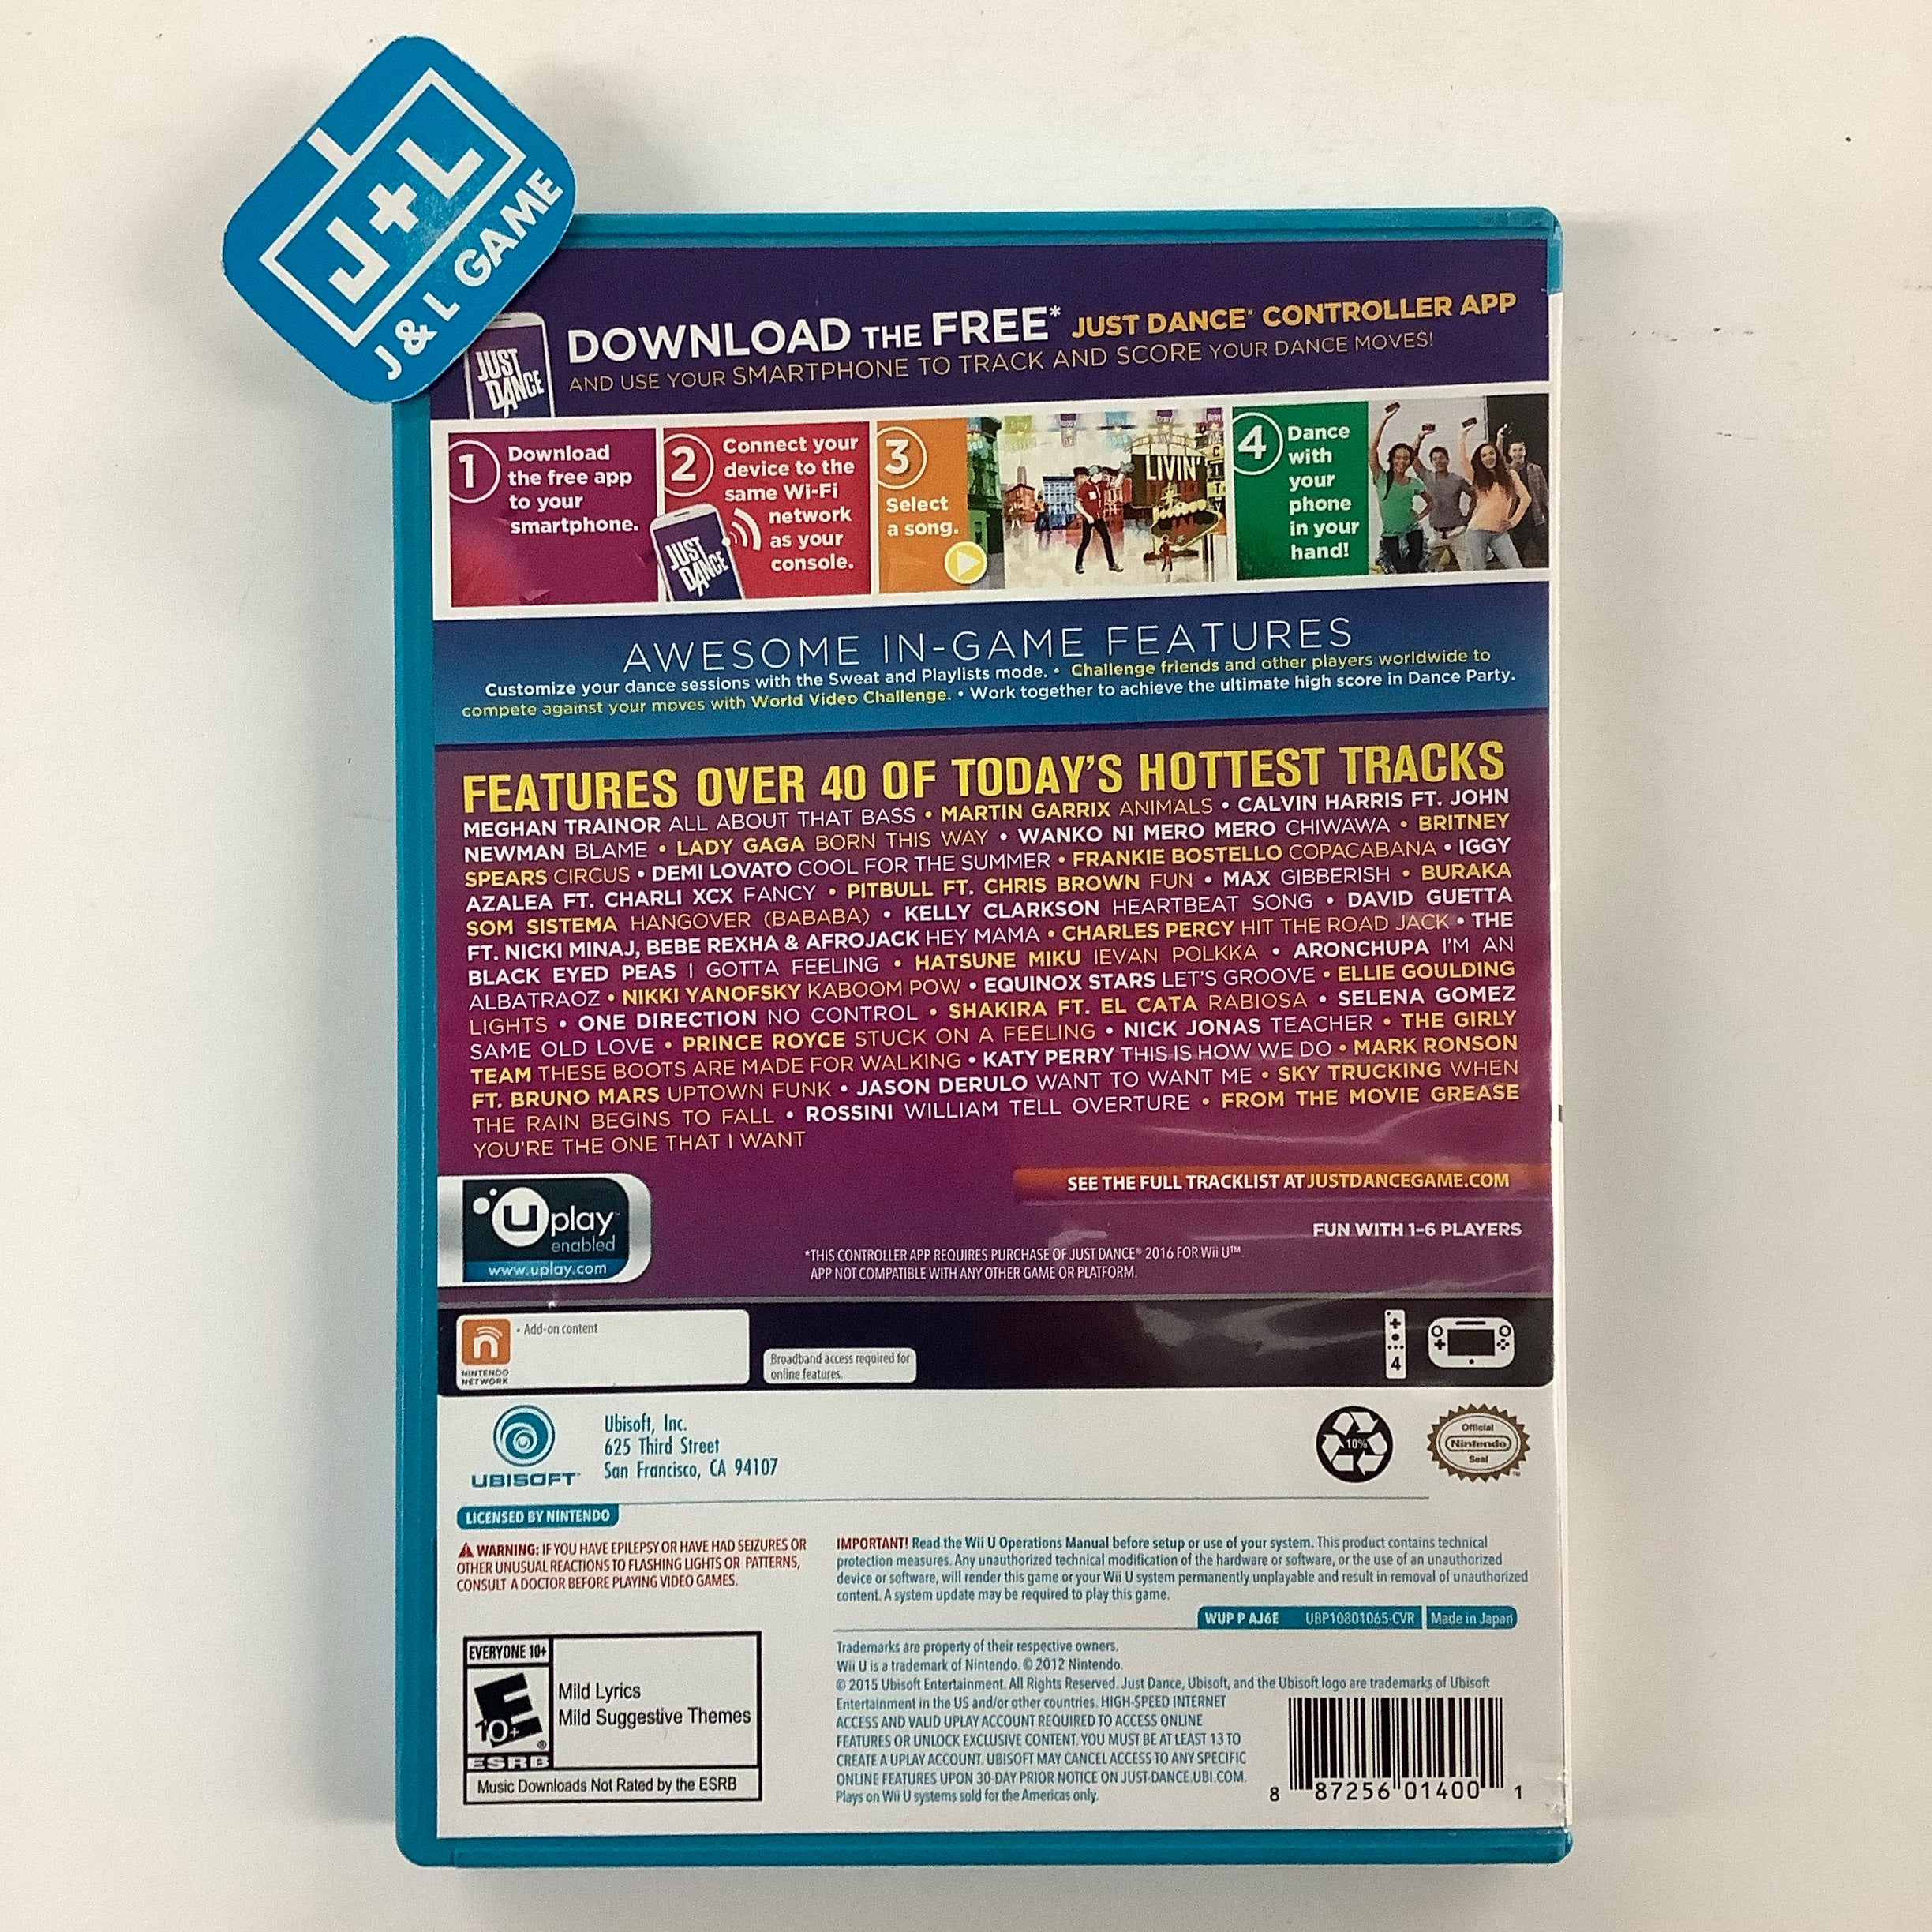 J+L
J & L GAME
JUST
DANCE
DOWNLOAD THE FREE* JUST DANCE® CONTROLLER APP
AND USE YOUR SMARTPHONE TO TRACK AND SCORE YOUR DANCE MOVES!
1
Download
the free app
to your
smartphone.
2
Connect your
device to the
same Wi-Fi
network
as your
console.
JUST
DANCE
3
Select
a song.
LIVIN'
4
Dance
with
your
phone
in your
hand!
AWESOME IN-GAME FEATURES
Customize your dance sessions with the Sweat and Playlists mode. • Challenge friends and other players worldwide to
compete against your moves with World Video Challenge. • Work together to achieve the ultimate high score in Dance Party.
FEATURES OVER 40 OF TODAY'S HOTTEST TRACKS
MEGHAN TRAINOR ALL ABOUT THAT BASS • MARTIN GARRIX ANIMALS • CALVIN HARRIS FT. JOHN
NEWMAN BLAME • LADY GAGA BORN THIS WAY • WANKO NI MERO MERO CHIWAWA • BRITNEY
SPEARS CIRCUS • DEMI LOVATO COOL FOR THE SUMMER • FRANKIE BOSTELLO COPACABANA • IGGY
AZALEA FT. CHARLI XCX FANCY • PITBULL FT. CHRIS BROWN FUN • MAX GIBBERISH • BURAKA
SOM SISTEMA HANGOVER (BABABA) • KELLY CLARKSON HEARTBEAT SONG • DAVID GUETTA
FT. NICKI MINAJ, BEBE REXHA & AFROJACK HEY MAMA • CHARLES PERCY HIT THE ROAD JACK • THE
BLACK EYED PEAS I GOTTA FEELING • HATSUNE MIKU IEVAN POLKKA • ARONCHUPA I'M AN
ALBATRAOZ • NIKKI YANOFSKY KABOOM POW • EQUINOX STARS LET'S GROOVE • ELLIE GOULDING
LIGHTS • ONE DIRECTION NO CONTROL • SHAKIRA FT. EL CATA RABIOSA • SELENA GOMEZ
SAME OLD LOVE • PRINCE ROYCE STUCK ON A FEELING • NICK JONAS TEACHER • THE GIRLY
TEAM THESE BOOTS ARE MADE FOR WALKING • KATY PERRY THIS IS HOW WE DO • MARK RONSON
FT. BRUNO MARS UPTOWN FUNK • JASON DERULO WANT TO WANT ME • SKY TRUCKING WHEN
THE RAIN BEGINS TO FALL • ROSSINI WILLIAM TELL OVERTURE • FROM THE MOVIE GREASE
YOU'RE THE ONE THAT I WANT
SEE THE FULL TRACKLIST AT JUSTDANCEGAME.COM
Uplay™
enabled
www.uplay.com
FUN WITH 1-6 PLAYERS
*THIS CONTROLLER APP REQUIRES PURCHASE OF JUST DANCE® 2016 FOR Wii U™.
APP NOT COMPATIBLE WITH ANY OTHER GAME OR PLATFORM.
n
NINTENDO
NETWORK
• Add-on content
Broadband access required for
online features.
4
UBISOFT™
Ubisoft, Inc.
625 Third Street
San Francisco, CA 94107
10%
Official
Nintendo
Seal
™
LICENSED BY NINTENDO
WARNING: IF YOU HAVE EPILEPSY OR HAVE HAD SEIZURES OR
OTHER UNUSUAL REACTIONS TO FLASHING LIGHTS OR PATTERNS,
CONSULT A DOCTOR BEFORE PLAYING VIDEO GAMES.
IMPORTANT! Read the Wii U Operations Manual before setup or use of your system. This product contains technical
protection measures. Any unauthorized technical modification of the hardware or software, or the use of an unauthorized
device or software, will render this game or your Wii U system permanently unplayable and result in removal of unauthorized
content. A system update may be required to play this game.
WUP P AJ6E UBP10801065-CVR Made in Japan
EVERYONE 10+
E
10+
®
ESRB
Mild Lyrics
Mild Suggestive Themes
Music Downloads Not Rated by the ESRB
Trademarks are property of their respective owners.
Wii U is a trademark of Nintendo. © 2012 Nintendo.
© 2015 Ubisoft Entertainment. All Rights Reserved. Just Dance, Ubisoft, and the Ubisoft logo are trademarks of Ubisoft
Entertainment in the US and/or other countries. HIGH-SPEED INTERNET
ACCESS AND VALID UPLAY ACCOUNT REQUIRED TO ACCESS ONLINE
FEATURES OR UNLOCK EXCLUSIVE CONTENT. YOU MUST BE AT LEAST 13 TO
CREATE A UPLAY ACCOUNT. UBISOFT MAY CANCEL ACCESS TO ANY SPECIFIC
ONLINE FEATURES UPON 30-DAY PRIOR NOTICE ON JUST-DANCE.UBI.COM.
Plays on Wii U systems sold for the Americas only.
8 87256 01400 1